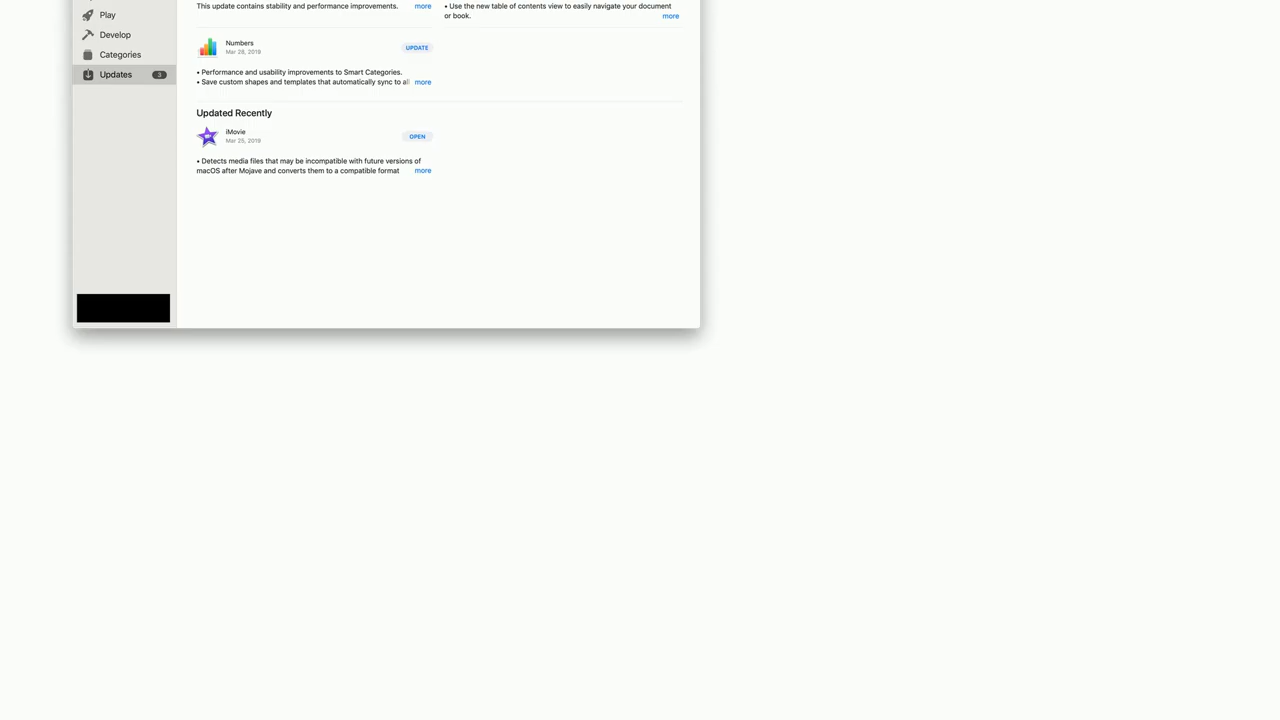 Play
Develop
Categories
Updates 3
This update contains stability and performance improvements. more
• Use the new table of contents view to easily navigate your document
or book. more
Numbers
Mar 28, 2019
UPDATE
• Performance and usability improvements to Smart Categories.
• Save custom shapes and templates that automatically sync to all more
Updated Recently
iMovie
Mar 25, 2019
OPEN
• Detects media files that may be incompatible with future versions of
macOS after Mojave and converts them to a compatible format more